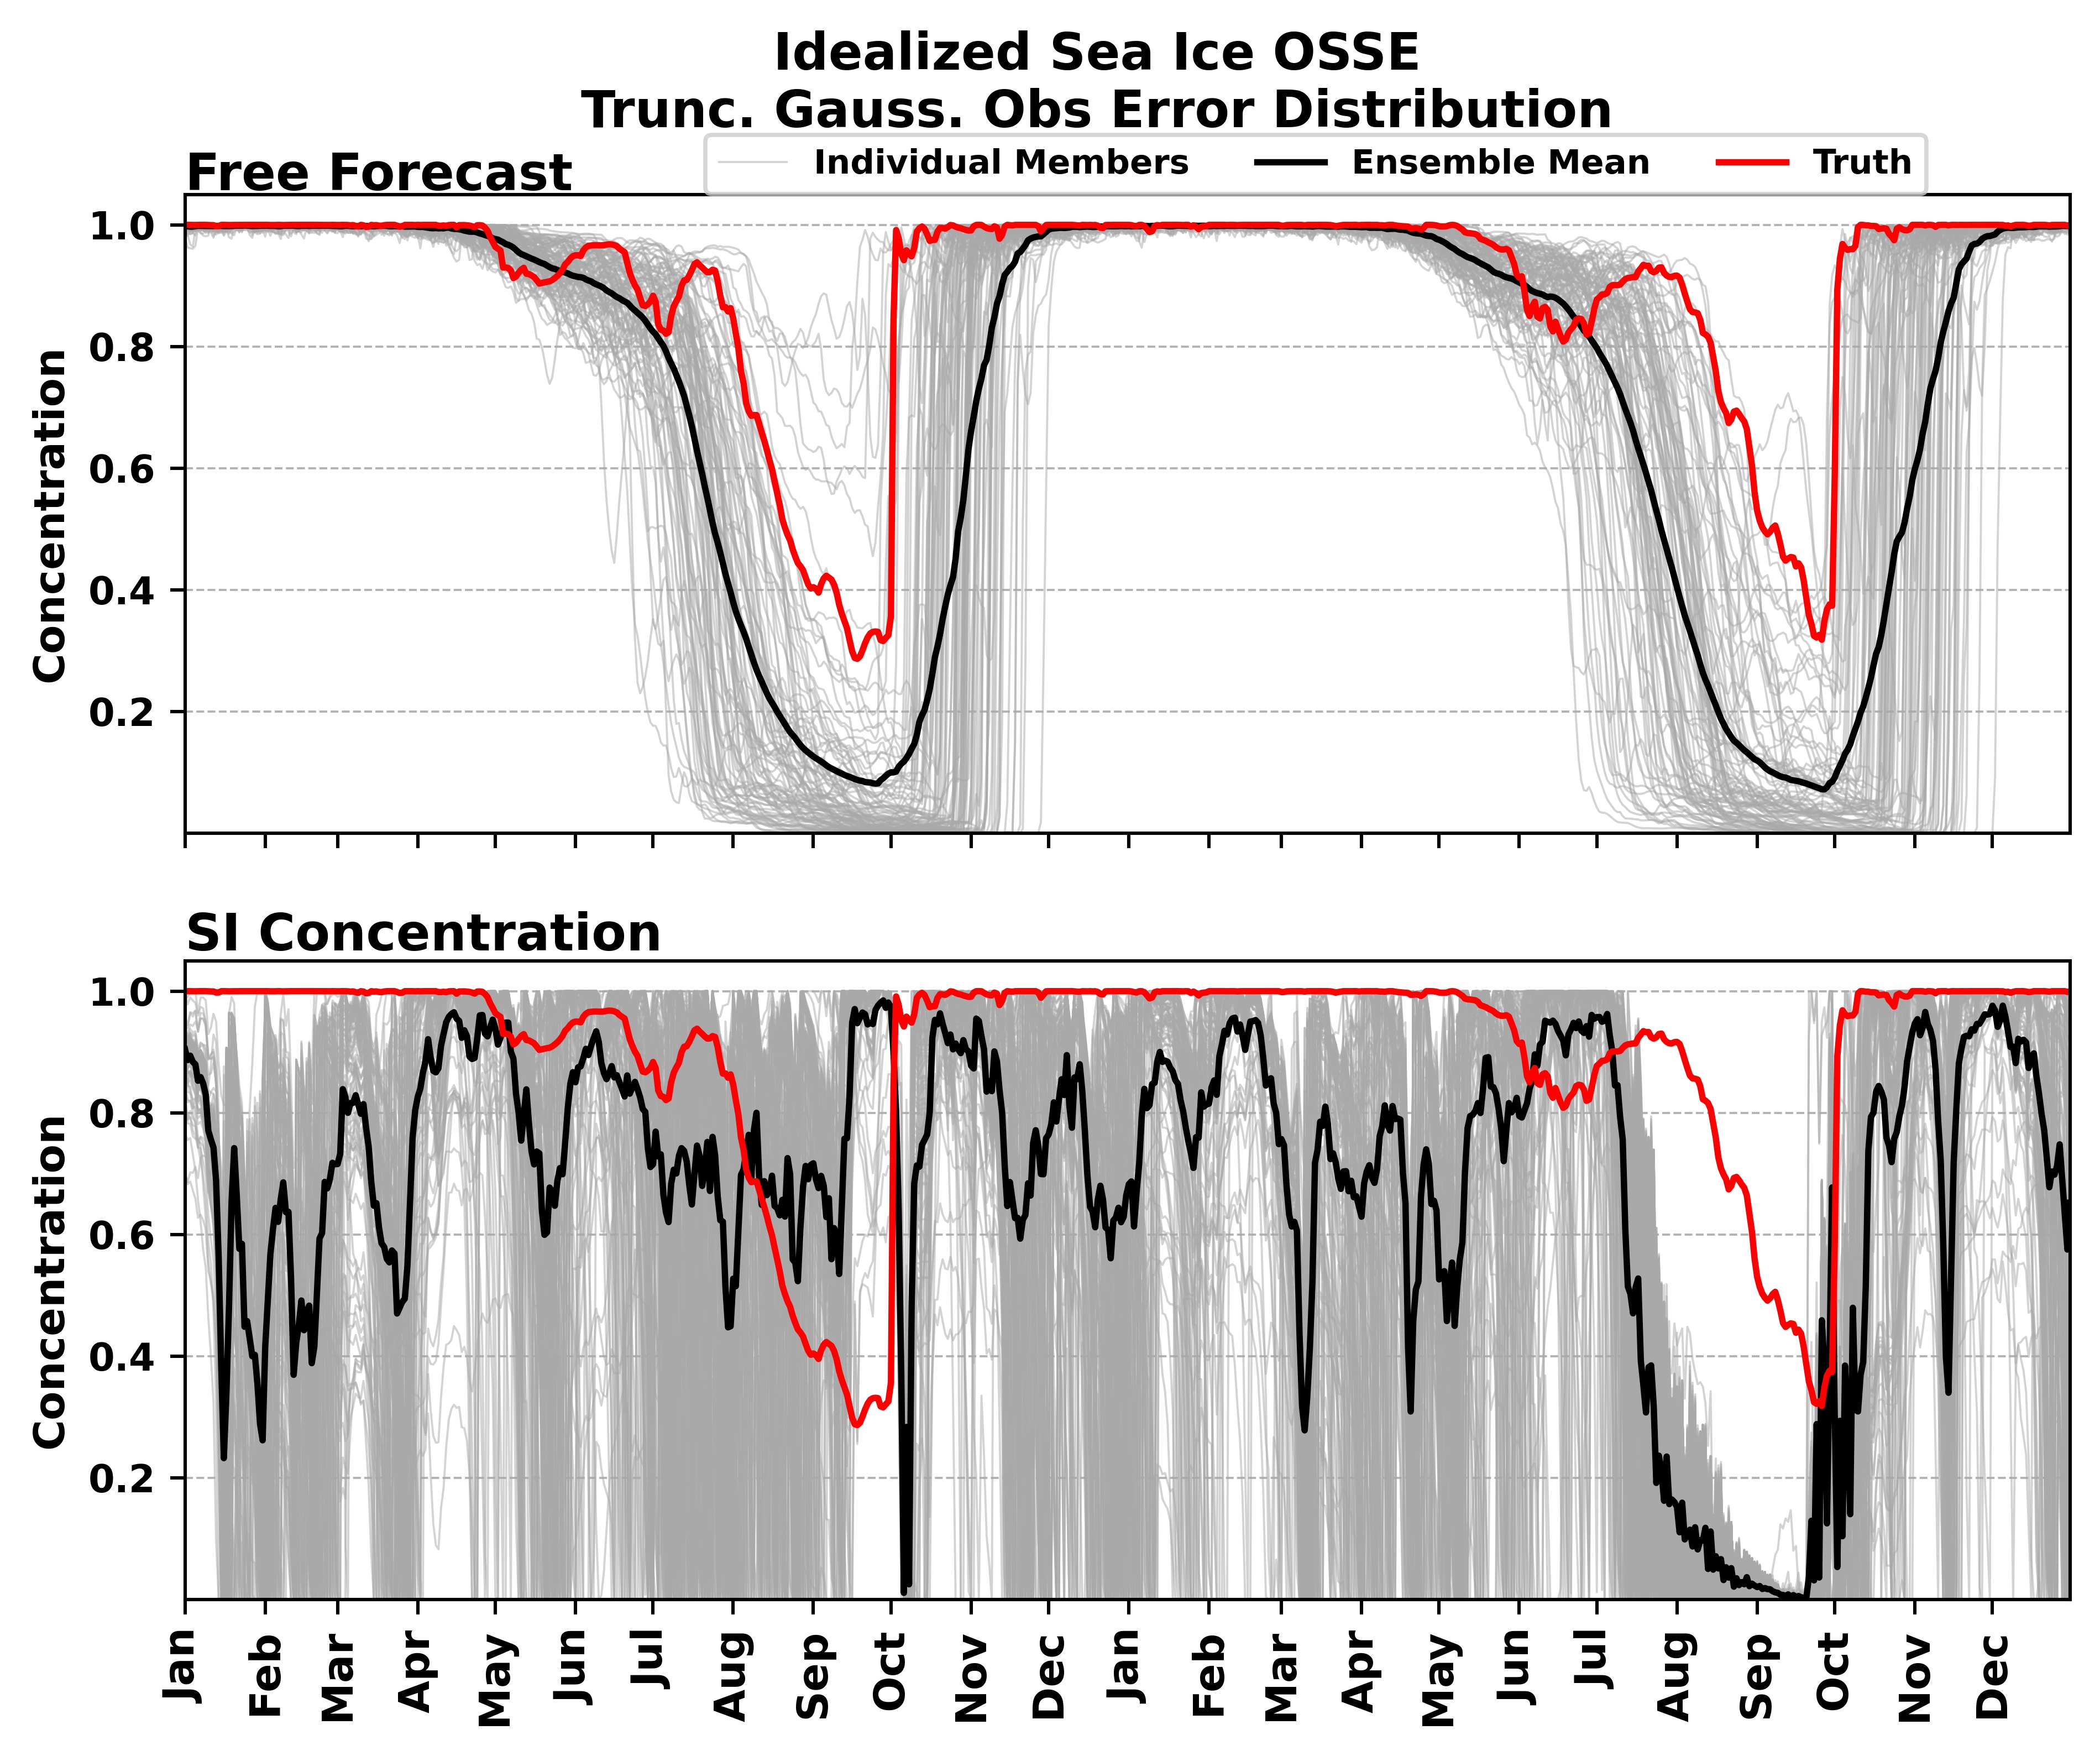 Idealized Sea Ice OSSE
Trunc. Gauss. Obs Error Distribution
Free Forecast
Individual Members
Ensemble Mean
Truth
Concentration
1.0
0.8
0.6
0.4
0.2
SI Concentration
Concentration
1.0
0.8
0.6
0.4
0.2
Jan
Feb
Mar
Apr
May
Jun
Jul
Aug
Sep
Oct
Nov
Dec
Jan
Feb
Mar
Apr
May
Jun
Jul
Aug
Sep
Oct
Nov
Dec